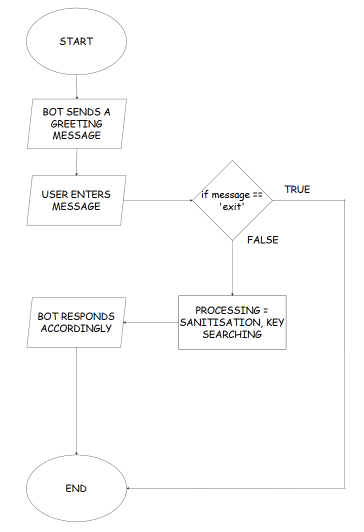 START
BOT SENDS A
GREETING
MESSAGE
USER ENTERS
MESSAGE
if message ==
'exit'
TRUE
FALSE
PROCESSING =
SANITISATION, KEY
SEARCHING
BOT RESPONDS
ACCORDINGLY
END